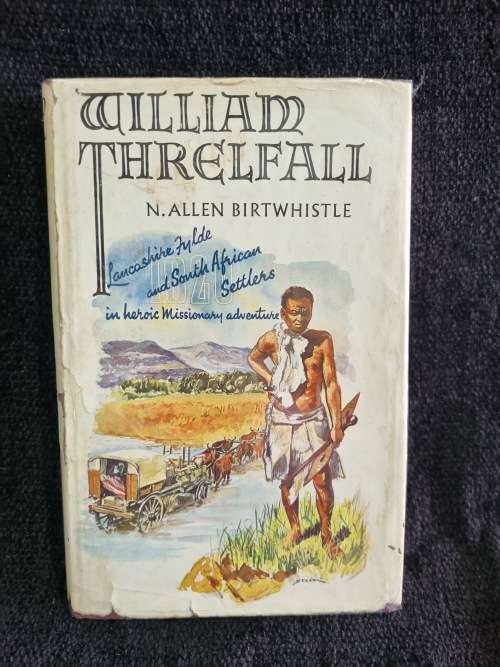 WILLIAM
THRELFALL
N. ALLEN BIRTWHISTLE
Lancashire Fylde
and South African
Settlers
in heroic Missionary adventure
1820